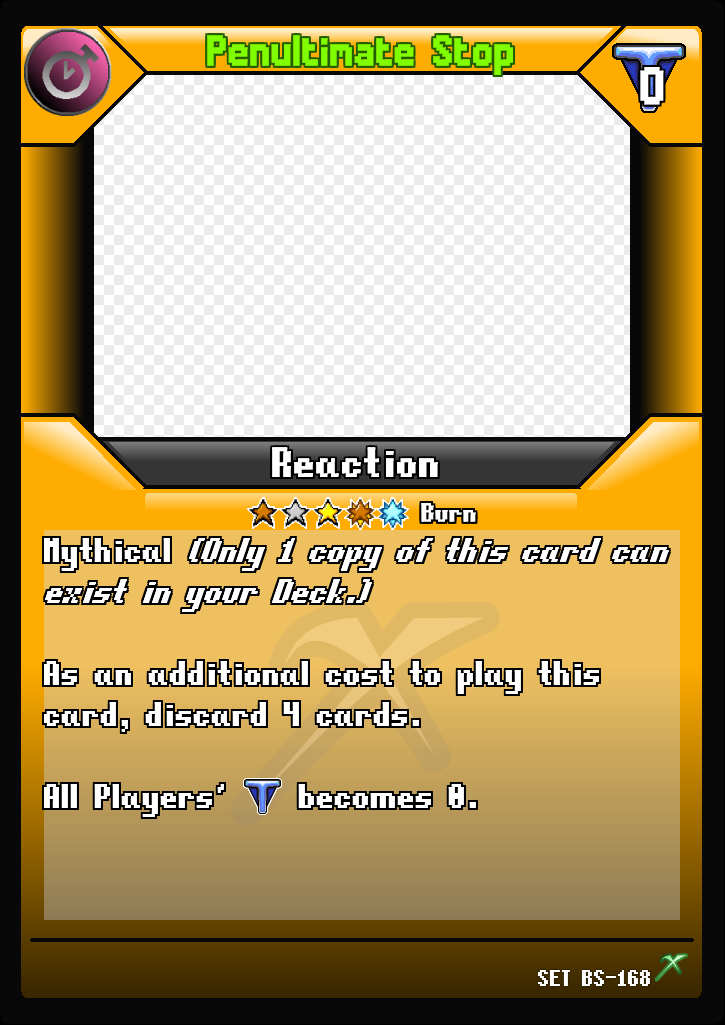 Penultimate Stop
0
Reaction
Burn
Mythical (Only 1 copy of this card can
exist in your Deck.)
As an additional cost to play this
card, discard 4 cards.
All Players' T becomes 0.
SET BS-168